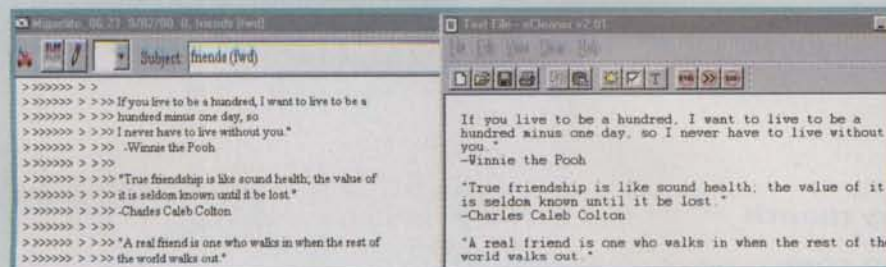 Subject: friends (fwd)
>>>>>>> > >
>>>>>>> > >>> If you live to be a hundred, I want to live to be a
>>>>>>> > >>> hundred minus one day, so
>>>>>>> > >>> I never have to live without you."
>>>>>>> > >>> -Winnie the Pooh
>>>>>>> > >>>
>>>>>>> > >>> "True friendship is like sound health; the value of
>>>>>>> > >>> it is seldom known until it be lost."
>>>>>>> > >>> -Charles Caleb Colton
>>>>>>> > >>>
>>>>>>> > >>> "A real friend is one who walks in when the rest of
>>>>>>> > >>> the world walks out."
Text File - eCleaner v2.01
File Edit View Clear Help
If you live to be a hundred, I want to live to be a
hundred minus one day, so I never have to live without
you."
-Winnie the Pooh
"True friendship is like sound health; the value of it
is seldom known until it be lost."
-Charles Caleb Colton
"A real friend is one who walks in when the rest of the
world walks out."